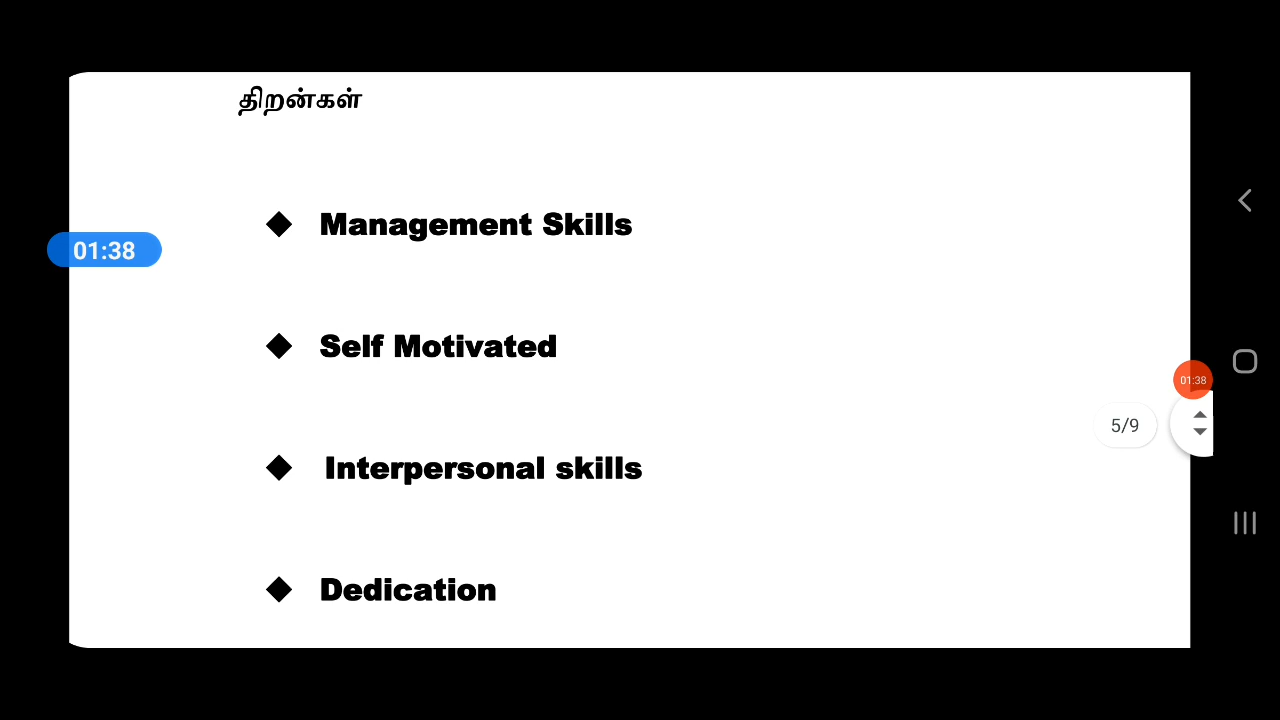 திறன்கள்
◆ Management Skills
01:38
◆ Self Motivated
01:38
5/9
◆ Interpersonal skills
◆ Dedication